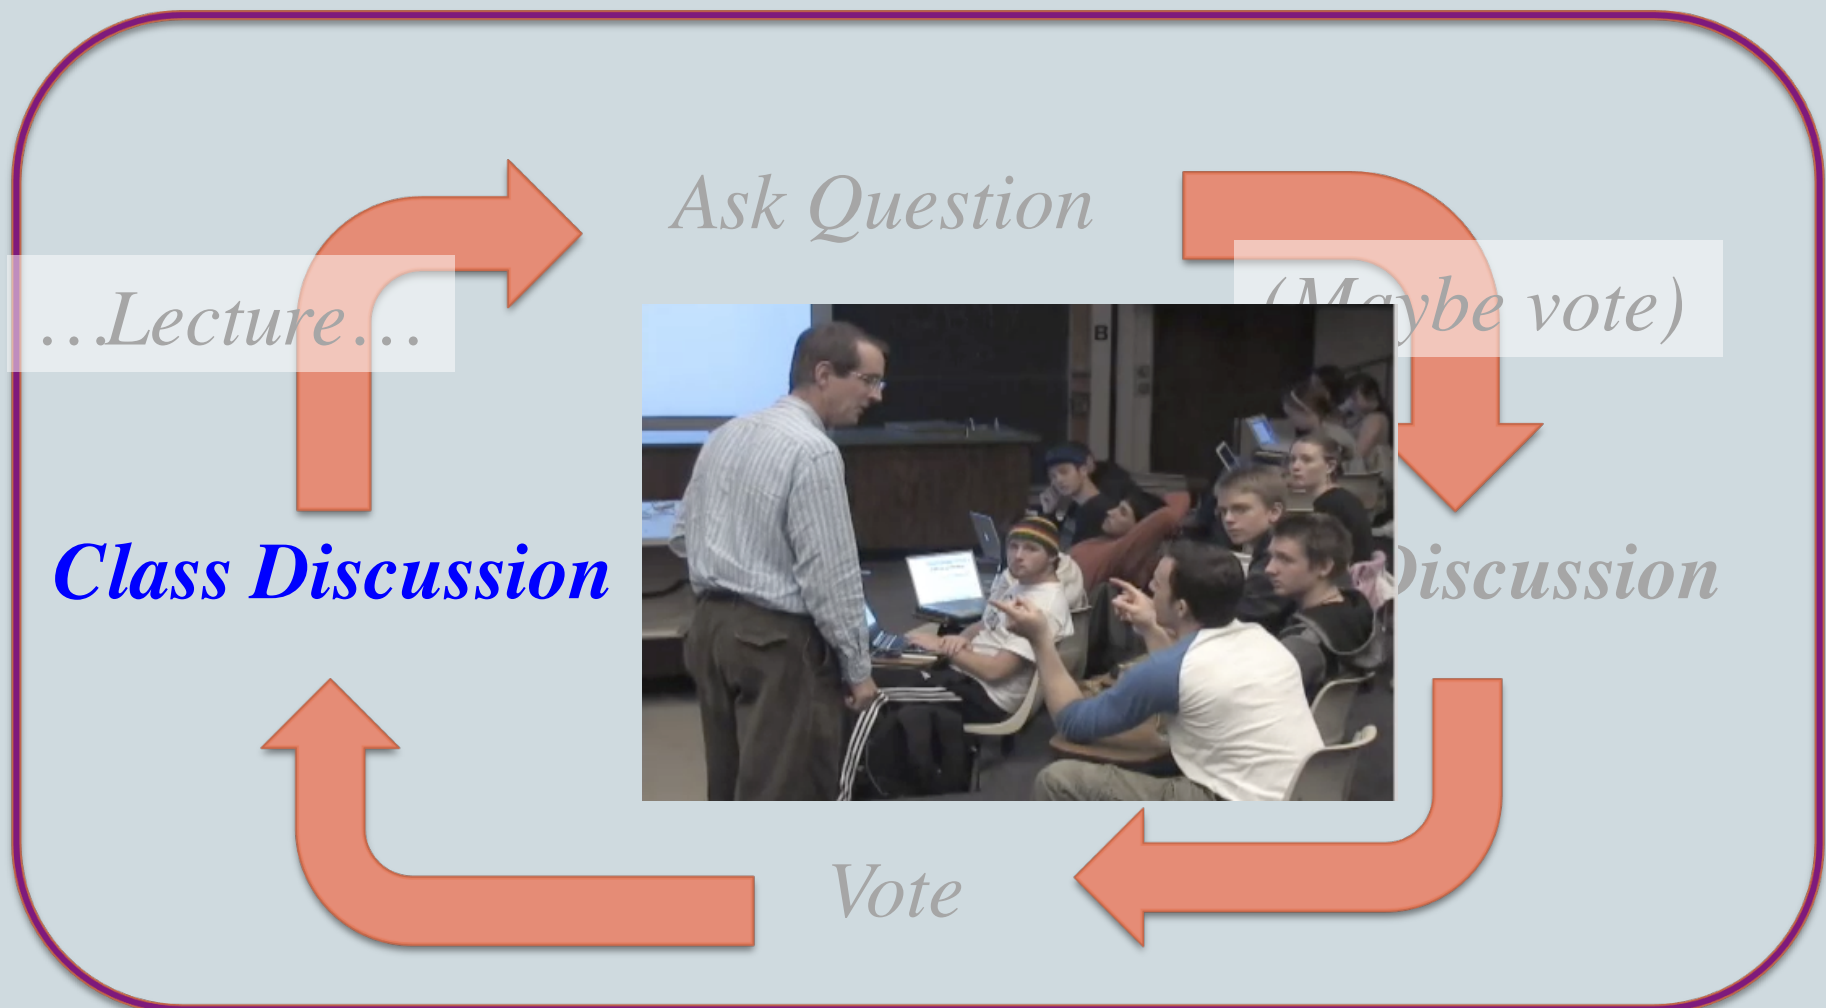 Ask Question
(Maybe vote)
…Lecture…
B
Class Discussion
Discussion
Vote